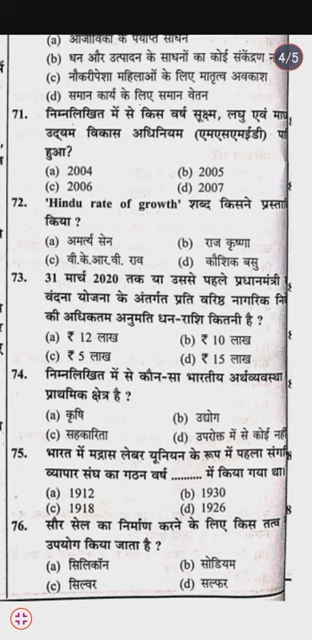 (a) आजीविका के पर्याप्त साधन
(b) धन और उत्पादन के साधनों का कोई संकेंद्रण
4/5
(c) नौकरीपेशा महिलाओं के लिए मातृत्व अवकाश
(d) समान कार्य के लिए समान वेतन
71. निम्नलिखित में से किस वर्ष सूक्ष्म, लघु एवं
उद्यम विकास अधिनियम (एमएसएमईडी)
हुआ?
(a) 2004 (b) 2005
(c) 2006 (d) 2007
72. 'Hindu rate of growth' शब्द किसने
किया ?
(a) अमर्त्य सेन (b) राज कृष्णा
(c) वी.के.आर.वी. राव (d) कौशिक बसु
73. 31 मार्च 2020 तक या उससे पहले प्रधानमंत्री
वंदना योजना के अंतर्गत प्रति वरिष्ठ नागरिक
की अधिकतम अनुमति धन-राशि कितनी है ?
(a) ₹ 12 लाख (b) ₹ 10 लाख
(c) ₹ 5 लाख (d) ₹ 15 लाख
74. निम्नलिखित में से कौन-सा भारतीय अर्थव्यवस्था
प्राथमिक क्षेत्र है ?
(a) कृषि (b) उद्योग
(c) सहकारिता (d) उपरोक्त में से कोई नहीं
75. भारत में मद्रास लेबर यूनियन के रूप में पहला
व्यापार संघ का गठन वर्ष .......... में किया गया था।
(a) 1912 (b) 1930
(c) 1918 (d) 1926
76. सौर सेल का निर्माण करने के लिए किस तत्व
उपयोग किया जाता है ?
(a) सिलिकॉन (b) सोडियम
(c) सिल्वर (d) सल्फर